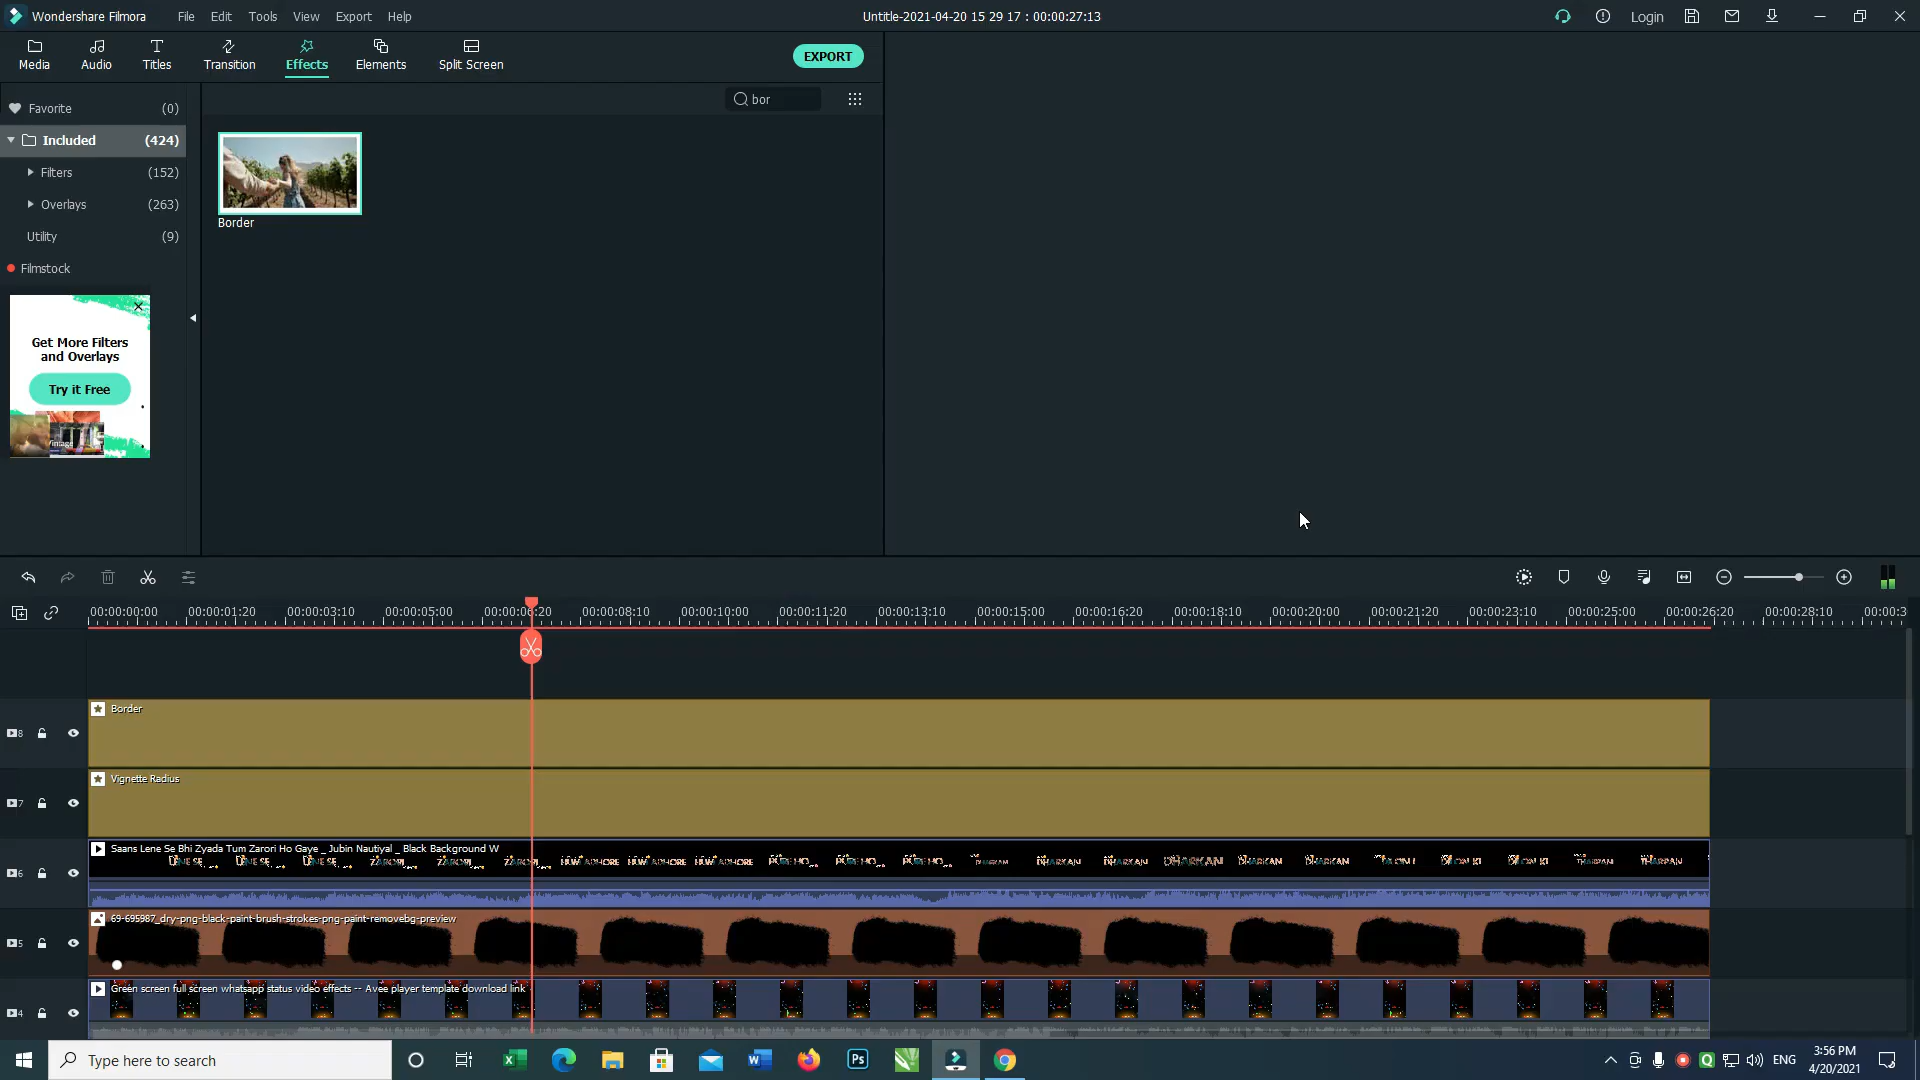 Wondershare Filmora
File
Edit
Tools
View
Export
Help
Untitle-2021-04-20 15 29 17 : 00:00:27:13
Login
Media
Audio
Titles
Transition
Effects
Elements
Split Screen
EXPORT
Favorite (0)
bor
Included (424)
Filters (152)
Overlays (263)
Utility (9)
Filmstock
Border
Get More Filters
and Overlays
Try it Free
00:00:00:00
00:00:01:20
00:00:03:10
00:00:05:00
00:00:06:20
00:00:08:10
00:00:10:00
00:00:11:20
00:00:13:10
00:00:15:00
00:00:16:20
00:00:18:10
00:00:20:00
00:00:21:20
00:00:23:10
00:00:25:00
00:00:26:20
00:00:28:10
00:00:3
Border
8
Vignette Radius
7
Saans Lene Se Bhi Zyada Tum Zarori Ho Gaye _ Jubin Nautiyal _ Black Background W
6
69-695987_dry-png-black-paint-brush-strokes-png-paint-removebg-preview
5
Green screen full screen whatsapp status video effects -- Avee player template download link
4
Type here to search
ENG
3:56 PM
4/20/2021